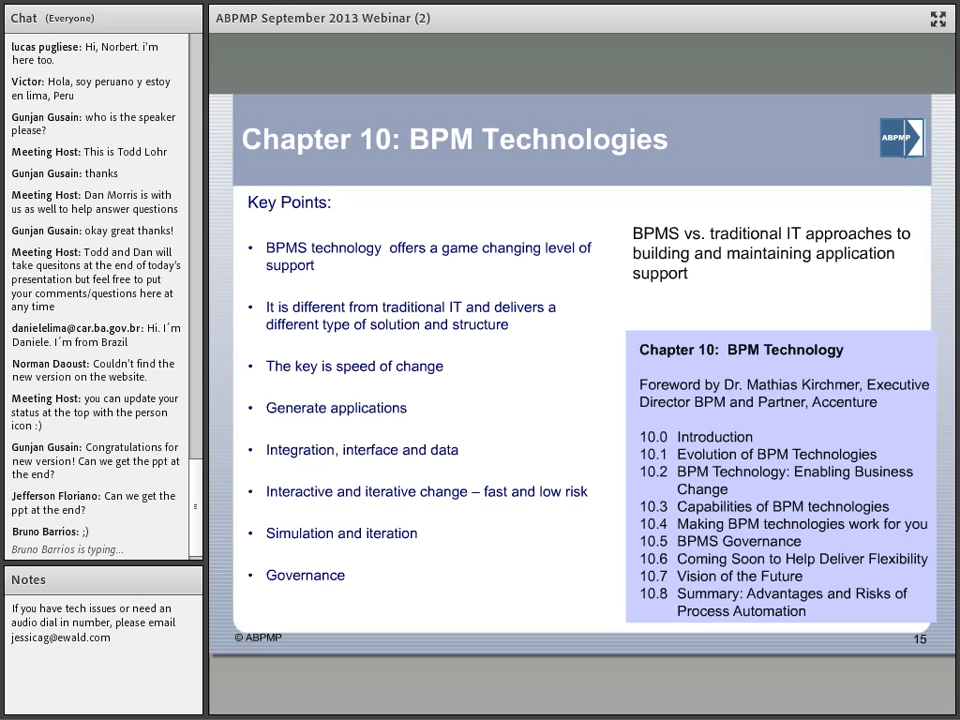 Chat (Everyone)
lucas pugliese: Hi, Norbert. i'm
here too.
Victor: Hola, soy peruano y estoy
en lima, Peru
Gunjan Gusain: who is the speaker
please?
Meeting Host: This is Todd Lohr
Gunjan Gusain: thanks
Meeting Host: Dan Morris is with
us as well to help answer questions
Gunjan Gusain: okay great thanks!
Meeting Host: Todd and Dan will
take quesitons at the end of today's
presentation but feel free to put
your comments/questions here at
any time
danielelima@car.ba.gov.br: Hi. I´m
Daniele. I´m from Brazil
Norman Daoust: Couldn't find the
new version on the website.
Meeting Host: you can update your
status at the top with the person
icon :)
Gunjan Gusain: Congratulations for
new version! Can we get the ppt at
the end?
Jefferson Floriano: Can we get the
ppt at the end?
Bruno Barrios: ;)
Bruno Barrios is typing...
Notes
If you have tech issues or need an
audio dial in number, please email
jessicag@ewald.com
ABPMP September 2013 Webinar (2)
Chapter 10: BPM Technologies
ABPMP
Key Points:
• BPMS technology offers a game changing level of
support
• It is different from traditional IT and delivers a
different type of solution and structure
• The key is speed of change
• Generate applications
• Integration, interface and data
• Interactive and iterative change – fast and low risk
• Simulation and iteration
• Governance
BPMS vs. traditional IT approaches to
building and maintaining application
support
Chapter 10: BPM Technology
Foreword by Dr. Mathias Kirchmer, Executive
Director BPM and Partner, Accenture
10.0 Introduction
10.1 Evolution of BPM Technologies
10.2 BPM Technology: Enabling Business
Change
10.3 Capabilities of BPM technologies
10.4 Making BPM technologies work for you
10.5 BPMS Governance
10.6 Coming Soon to Help Deliver Flexibility
10.7 Vision of the Future
10.8 Summary: Advantages and Risks of
Process Automation
© ABPMP
15